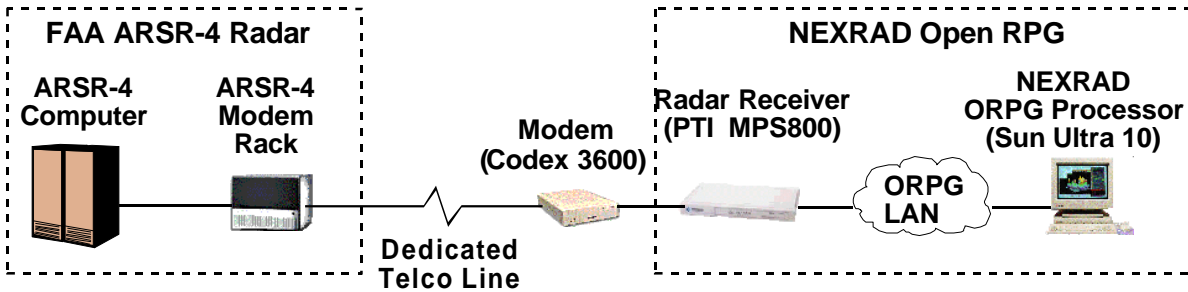 FAA ARSR-4 Radar
ARSR-4
Computer
ARSR-4
Modem
Rack
Dedicated
Telco Line
Modem
(Codex 3600)
NEXRAD Open RPG
Radar Receiver
(PTI MPS800)
ORPG
LAN
NEXRAD
ORPG Processor
(Sun Ultra 10)